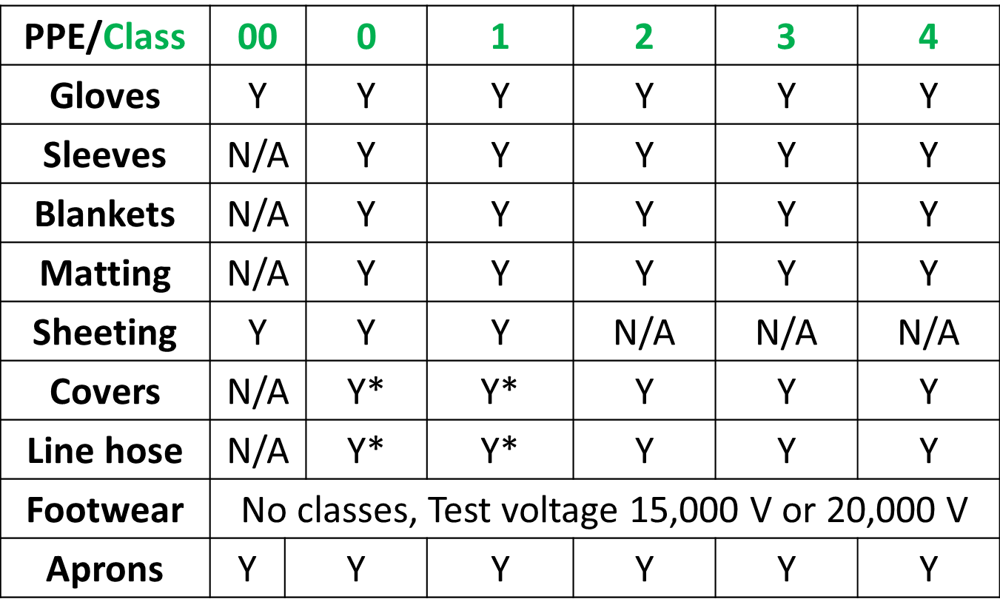 PPE/Class 00 0 1 2 3 4
Gloves Y Y Y Y Y Y
Sleeves N/A Y Y Y Y Y
Blankets N/A Y Y Y Y Y
Matting N/A Y Y Y Y Y
Sheeting Y Y Y N/A N/A N/A
Covers N/A Y* Y* Y Y Y
Line hose N/A Y* Y* Y Y Y
Footwear No classes, Test voltage 15,000 V or 20,000 V
Aprons Y Y Y Y Y Y